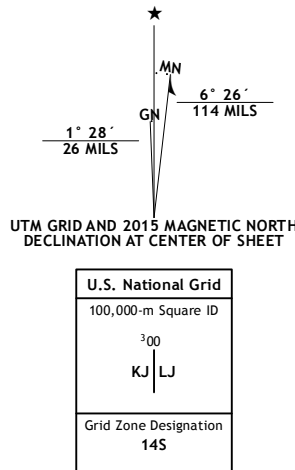 MN
GN
6° 26´
114 MILS
1° 28´
26 MILS
UTM GRID AND 2015 MAGNETIC NORTH
DECLINATION AT CENTER OF SHEET
U.S. National Grid
100,000-m Square ID
³00
KJ LJ
Grid Zone Designation
14S